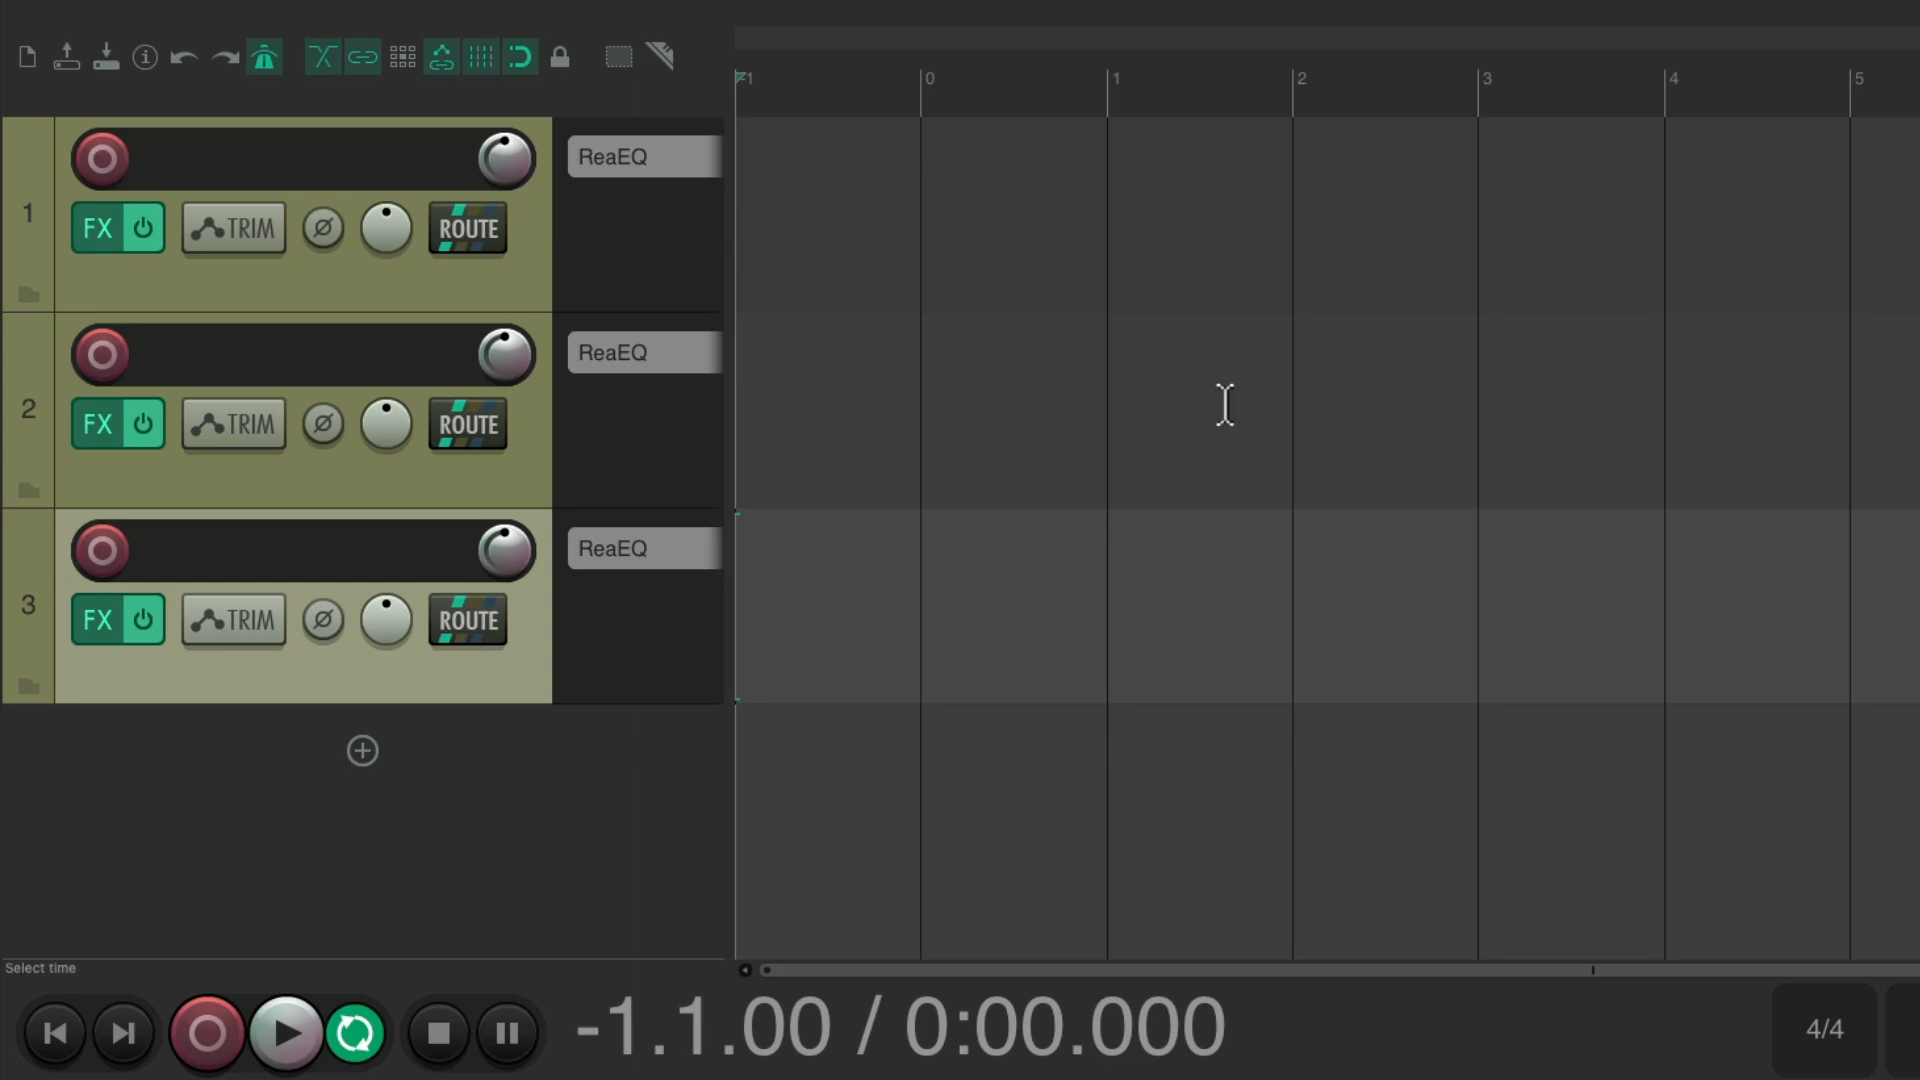 -1
0
1
2
3
4
5
1
ReaEQ
FX
TRIM
ROUTE
2
ReaEQ
FX
TRIM
ROUTE
3
ReaEQ
FX
TRIM
ROUTE
Select time
-1.1.00 / 0:00.000
4/4